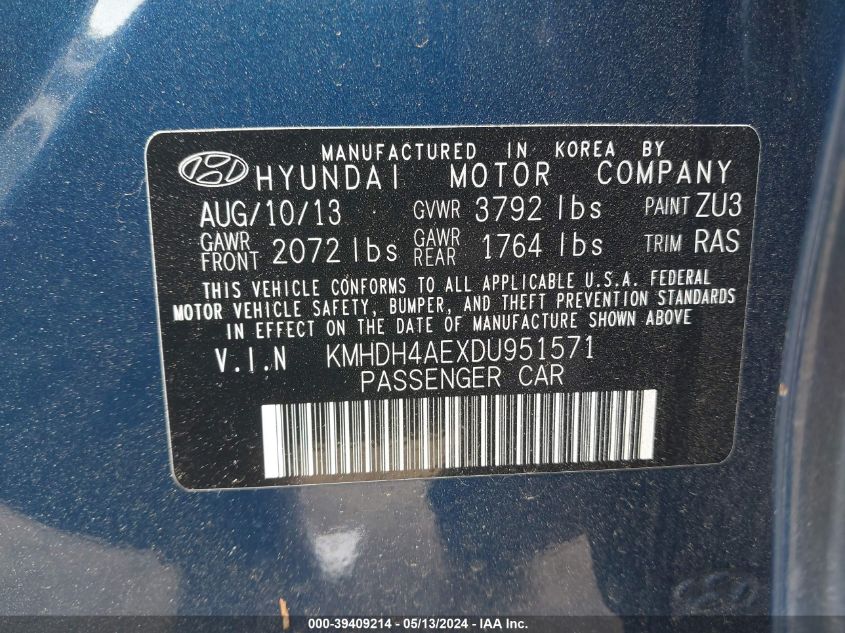 MANUFACTURED IN KOREA BY
HYUNDAI MOTOR COMPANY
AUG/10/13 GVWR 3792 lbs PAINT ZU3
GAWR FRONT 2072 lbs GAWR REAR 1764 lbs TRIM RAS
THIS VEHICLE CONFORMS TO ALL APPLICABLE U.S.A. FEDERAL
MOTOR VEHICLE SAFETY, BUMPER, AND THEFT PREVENTION STANDARDS
IN EFFECT ON THE DATE OF MANUFACTURE SHOWN ABOVE
V.I.N KMHDH4AEXDU951571
PASSENGER CAR
000-39409214 - 05/13/2024 - IAA Inc.